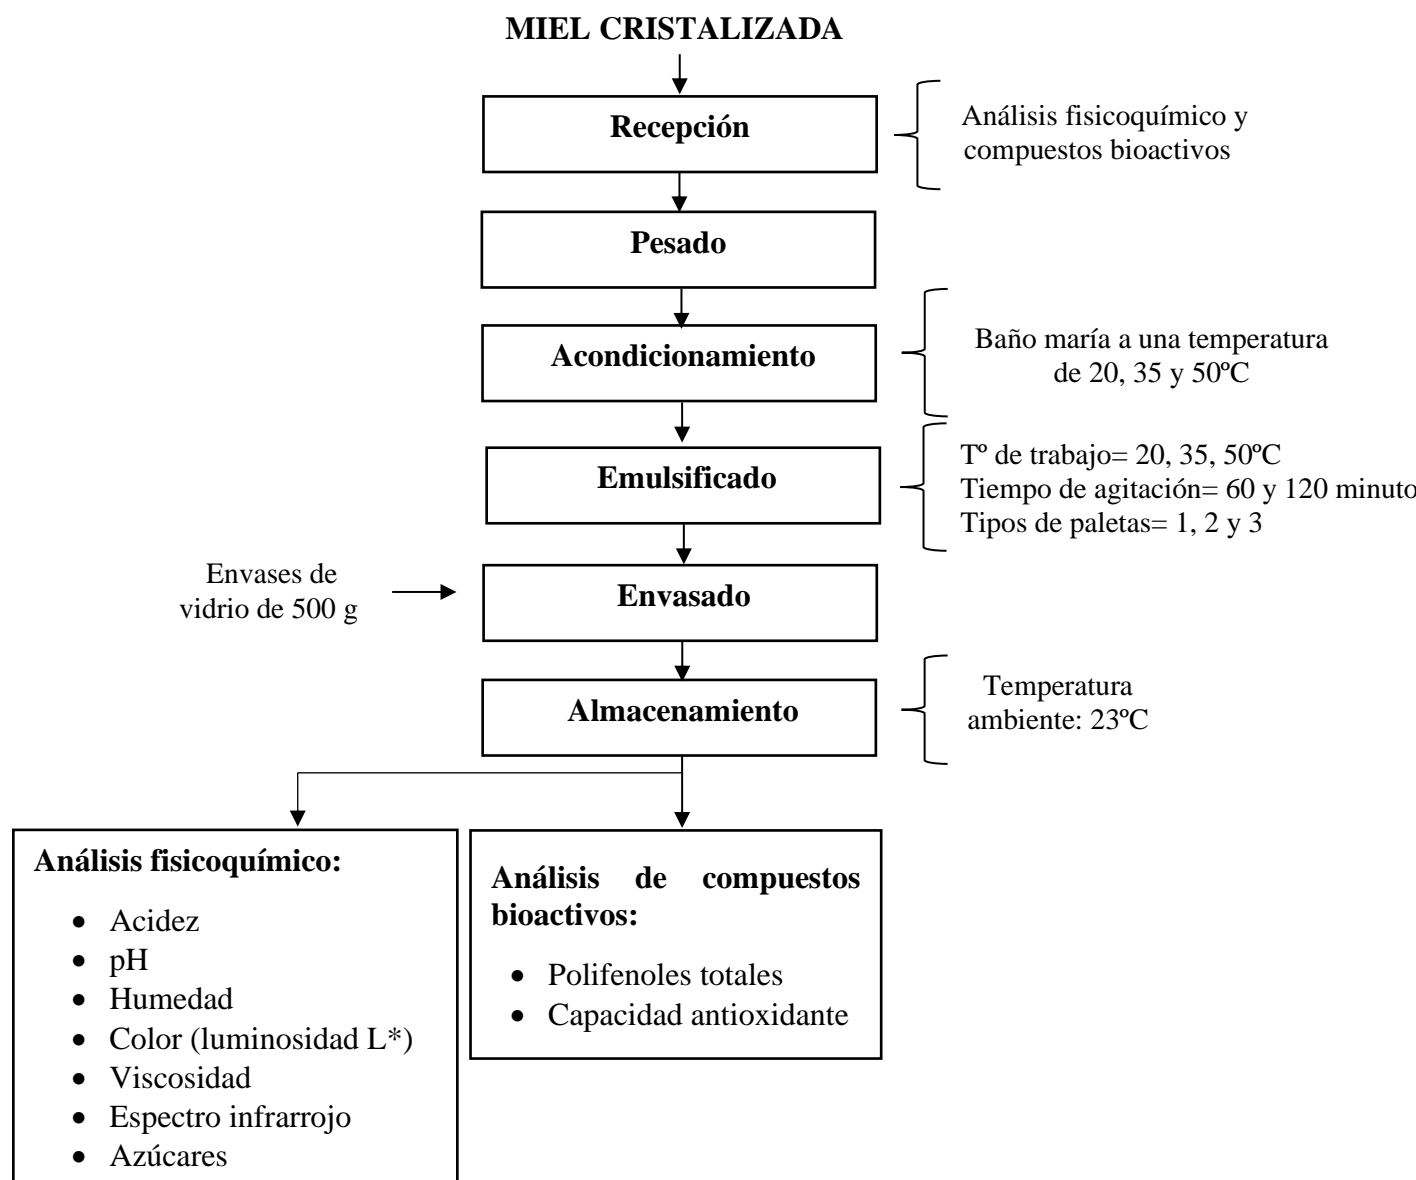 MIEL CRISTALIZADA
Recepción
Análisis fisicoquímico y
compuestos bioactivos
Pesado
Acondicionamiento
Baño maría a una temperatura
de 20, 35 y 50ºC
Emulsificado
Tº de trabajo= 20, 35, 50ºC
Tiempo de agitación= 60 y 120 minuto
Tipos de paletas= 1, 2 y 3
Envases de
vidrio de 500 g
Envasado
Almacenamiento
Temperatura
ambiente: 23ºC
Análisis fisicoquímico:
• Acidez
• pH
• Humedad
• Color (luminosidad L*)
• Viscosidad
• Espectro infrarrojo
• Azúcares
Análisis de compuestos
bioactivos:
• Polifenoles totales
• Capacidad antioxidante